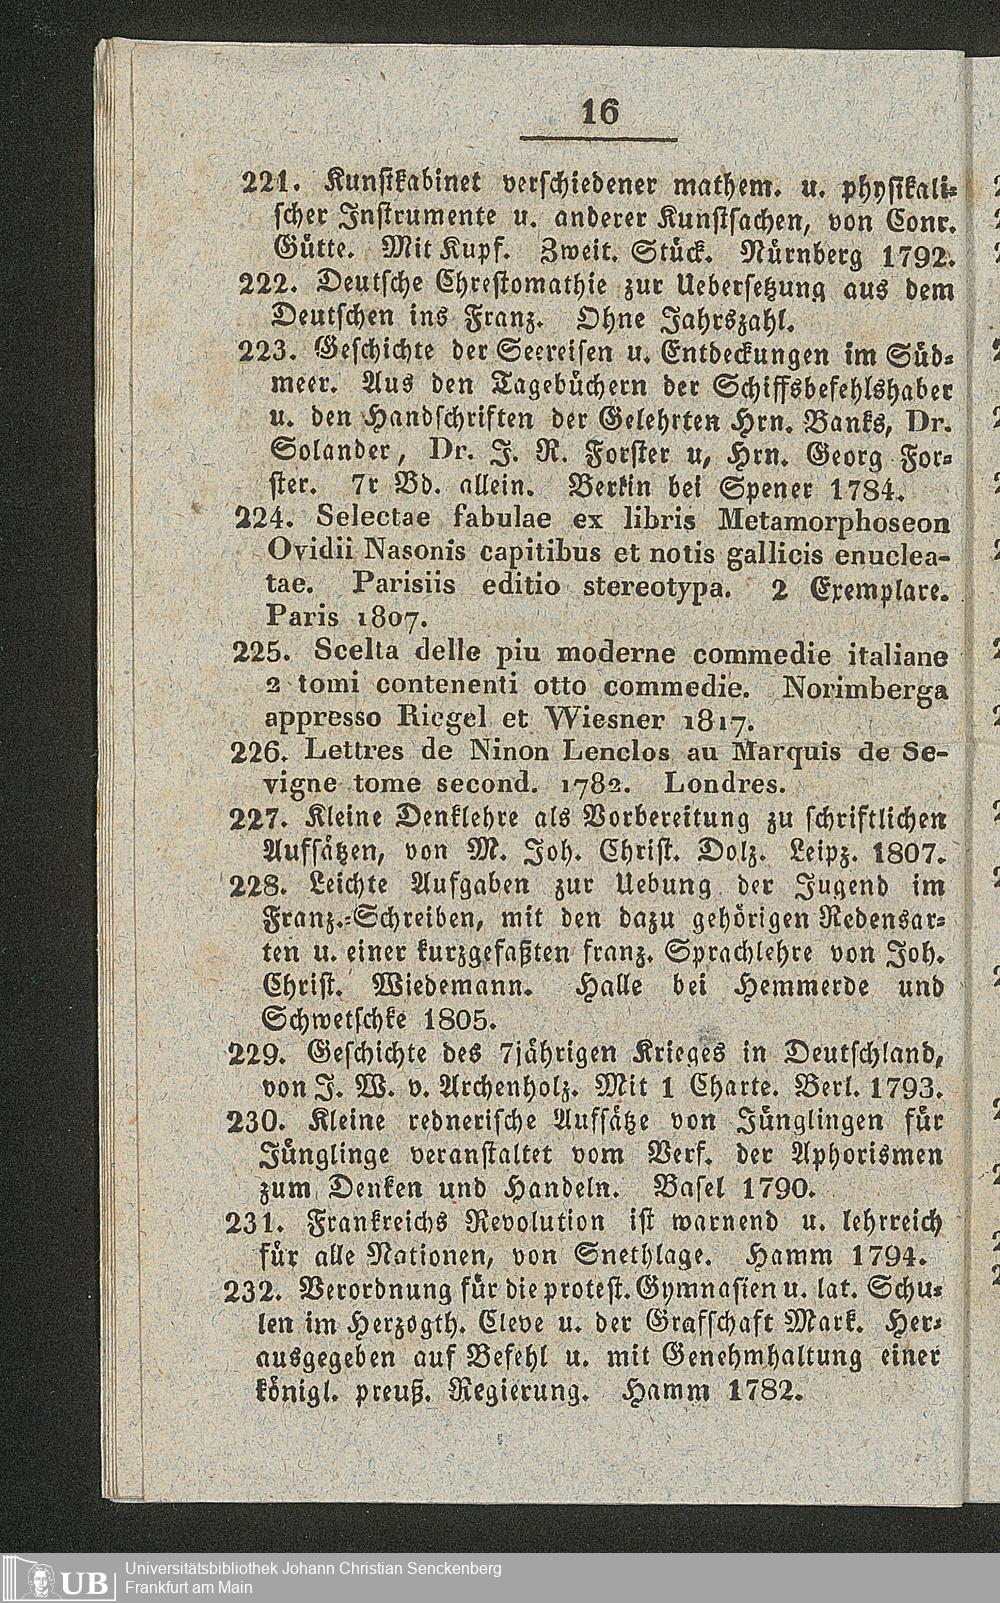 16
221. Kunstkabinet verschiedener mathem. u. physikali-
scher Instrumente u. anderer Kunstsachen, von Conr.
Gütte. Mit Kupf. Zweit. Stück. Nürnberg 1792.
222. Deutsche Chrestomathie zur Uebersetzung aus dem
Deutschen ins Franz. Ohne Jahrszahl.
223. Geschichte der Seereisen u. Entdeckungen im Süd-
meer. Aus den Tagebüchern der Schiffsbefehlshaber
u. den Handschriften der Gelehrten Hrn. Banks, Dr.
Solander, Dr. J. R. Forster u, Hrn. Georg For-
ster. 7r Bd. allein. Berlin bei Spener 1784.
224. Selectae fabulae ex libris Metamorphoseon
Ovidii Nasonis capitibus et notis gallicis enuclea-
tae. Parisiis editio stereotypa. 2 Exemplare.
Paris 1807.
225. Scelta delle piu moderne commedie italiane
2 tomi contenenti otto commedie. Norimberga
appresso Riegel et Wiesner 1817.
226. Lettres de Ninon Lenclos au Marquis de Se-
vigne tome second. 1782. Londres.
227. Kleine Denklehre als Vorbereitung zu schriftlichen
Aufsätzen, von M. Joh. Christ. Dolz. Leipz. 1807.
228. Leichte Aufgaben zur Uebung der Jugend im
Franz.-Schreiben, mit den dazu gehörigen Redensar-
ten u. einer kurzgefaßten franz. Sprachlehre von Joh.
Christ. Wiedemann. Halle bei Hemmerde und
Schwetschke 1805.
229. Geschichte des 7jährigen Krieges in Deutschland,
von J. W. v. Archenholz. Mit 1 Charte. Berl. 1793.
230. Kleine rednerische Aufsätze von Jünglingen für
Jünglinge veranstaltet vom Verf. der Aphorismen
zum Denken und Handeln. Basel 1790.
231. Frankreichs Revolution ist warnend u. lehrreich
für alle Nationen, von Snethlage. Hamm 1794.
232. Verordnung für die protest. Gymnasien u. lat. Schu-
len im Herzogth. Cleve u. der Grafschaft Mark. Her-
ausgegeben auf Befehl u. mit Genehmhaltung einer
königl. preuß. Regierung. Hamm 1782.
UB
Universitätsbibliothek Johann Christian Senckenberg
Frankfurt am Main